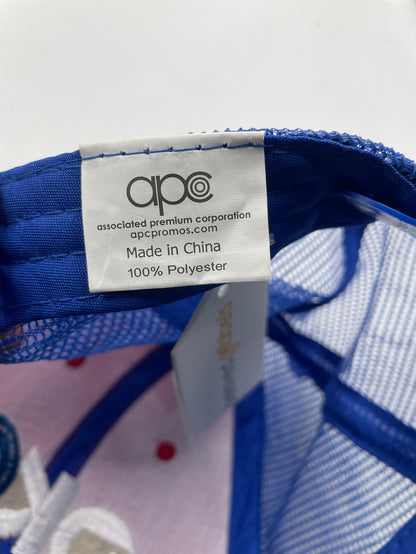 apc
associated premium corporation
apcpromos.com
Made in China
100% Polyester